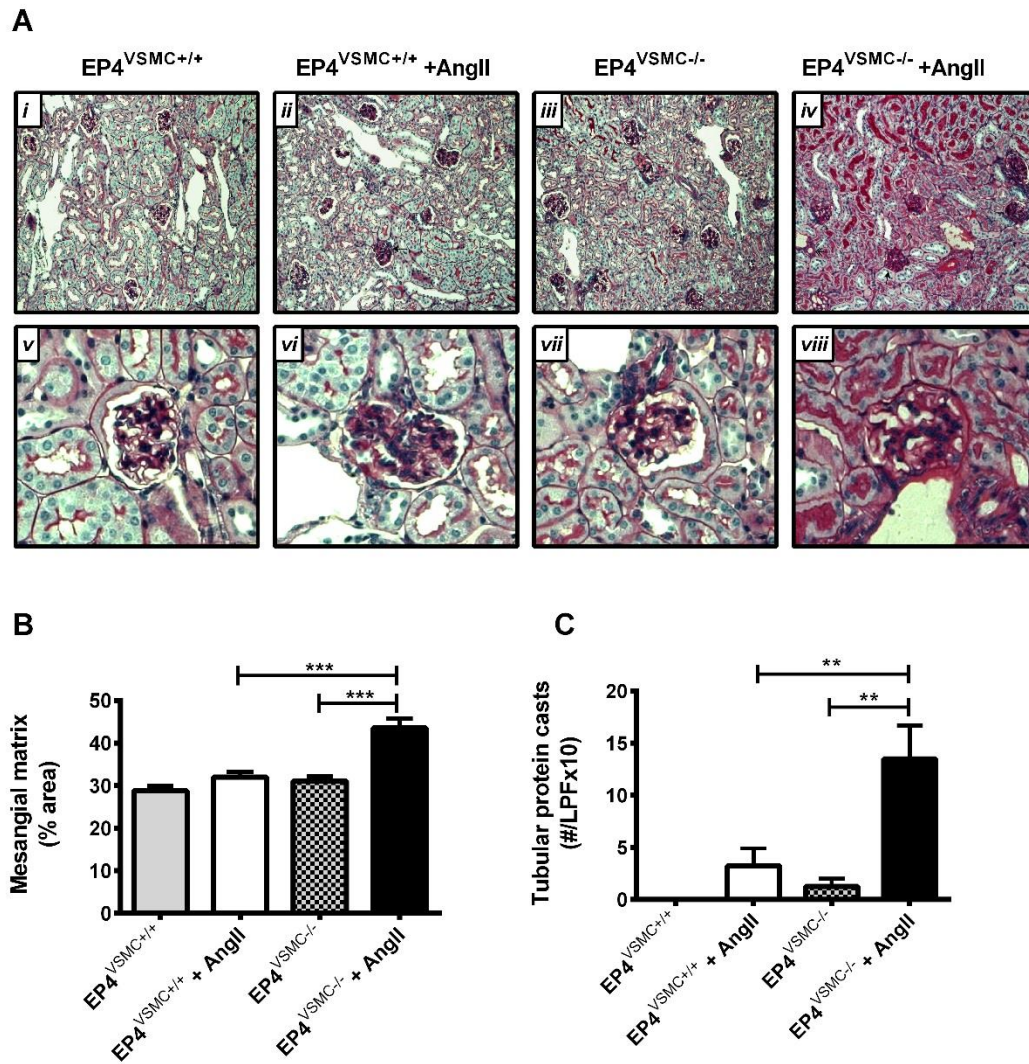 A
EP4VSMC+/+ EP4VSMC+/+ +AngII EP4VSMC-/- EP4VSMC-/- +AngII
i ii iii iv
v vi vii viii
B
Mesangial matrix
(% area)
50
40
30
20
10
0
*** 
***
EP4VSMC+/+
EP4VSMC+/+ + AngII
EP4VSMC-/-
EP4VSMC-/- + AngII
C
Tubular protein casts
(#/LPFx10)
20
15
10
5
0
**
**
EP4VSMC+/+
EP4VSMC+/+ + AngII
EP4VSMC-/-
EP4VSMC-/- + AngII